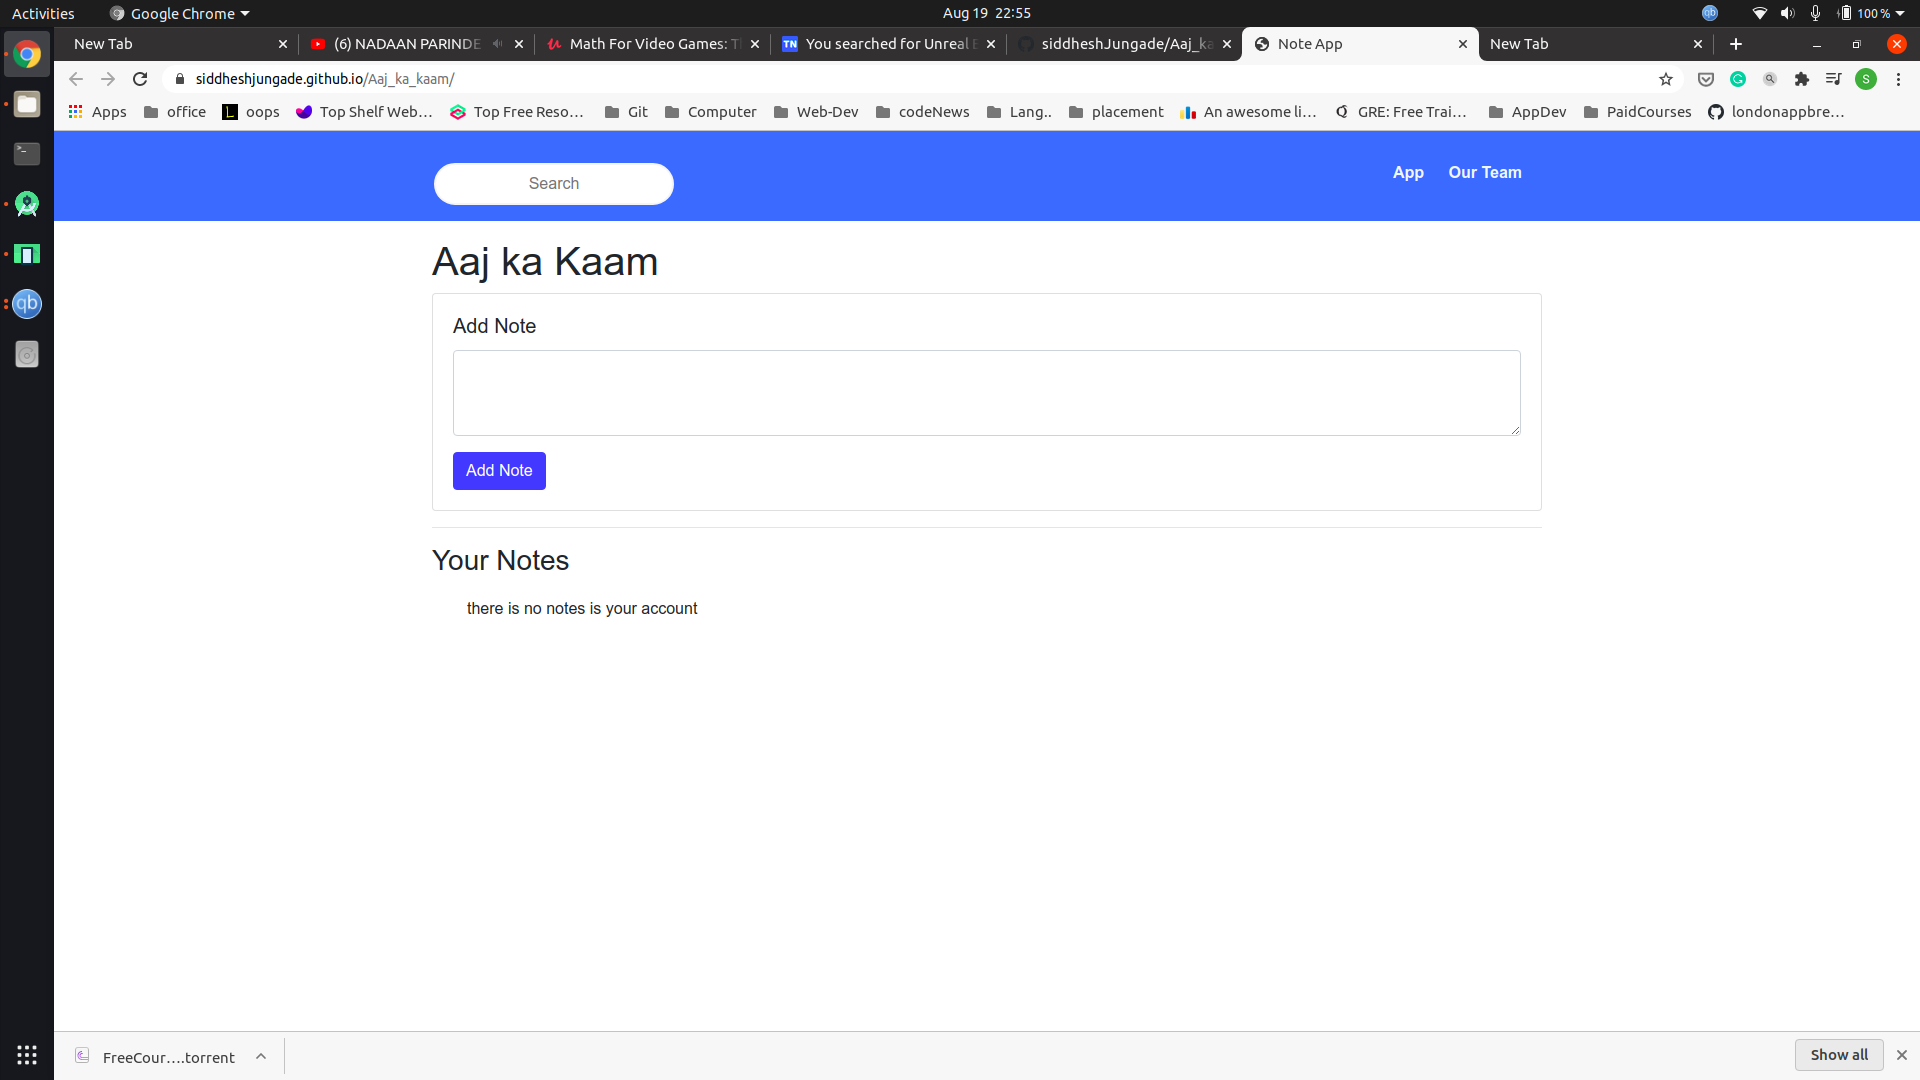 Activities Google Chrome Aug 19 22:55 100 %
New Tab (6) NADAAN PARINDE Math For Video Games: T You searched for Unreal E siddheshJungade/Aaj_ka Note App New Tab
siddheshjungade.github.io/Aaj_ka_kaam/ S
Apps office oops Top Shelf Web... Top Free Reso... Git Computer Web-Dev codeNews Lang.. placement An awesome li... GRE: Free Trai... AppDev PaidCourses londonappbre...
Search App Our Team
Aaj ka Kaam
Add Note
Add Note
Your Notes
there is no notes is your account
FreeCour....torrent Show all